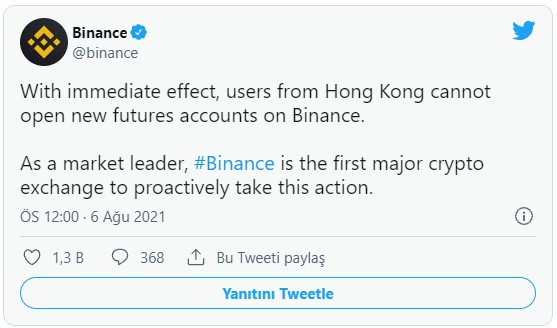 Binance
@binance
With immediate effect, users from Hong Kong cannot
open new futures accounts on Binance.
As a market leader, #Binance is the first major crypto
exchange to proactively take this action.
ÖS 12:00 · 6 Ağu 2021
1,3 B 368 Bu Tweeti paylaş
Yanıtını Tweetle